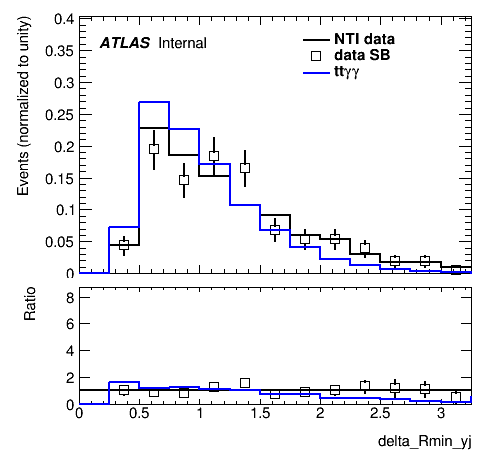 0.4
0.35
0.3
0.25
0.2
0.15
0.1
0.05
0
Events (normalized to unity)
ATLAS Internal
NTI data
data SB
ttγγ
8
6
4
2
0
Ratio
0 0.5 1 1.5 2 2.5 3
delta_Rmin_yj